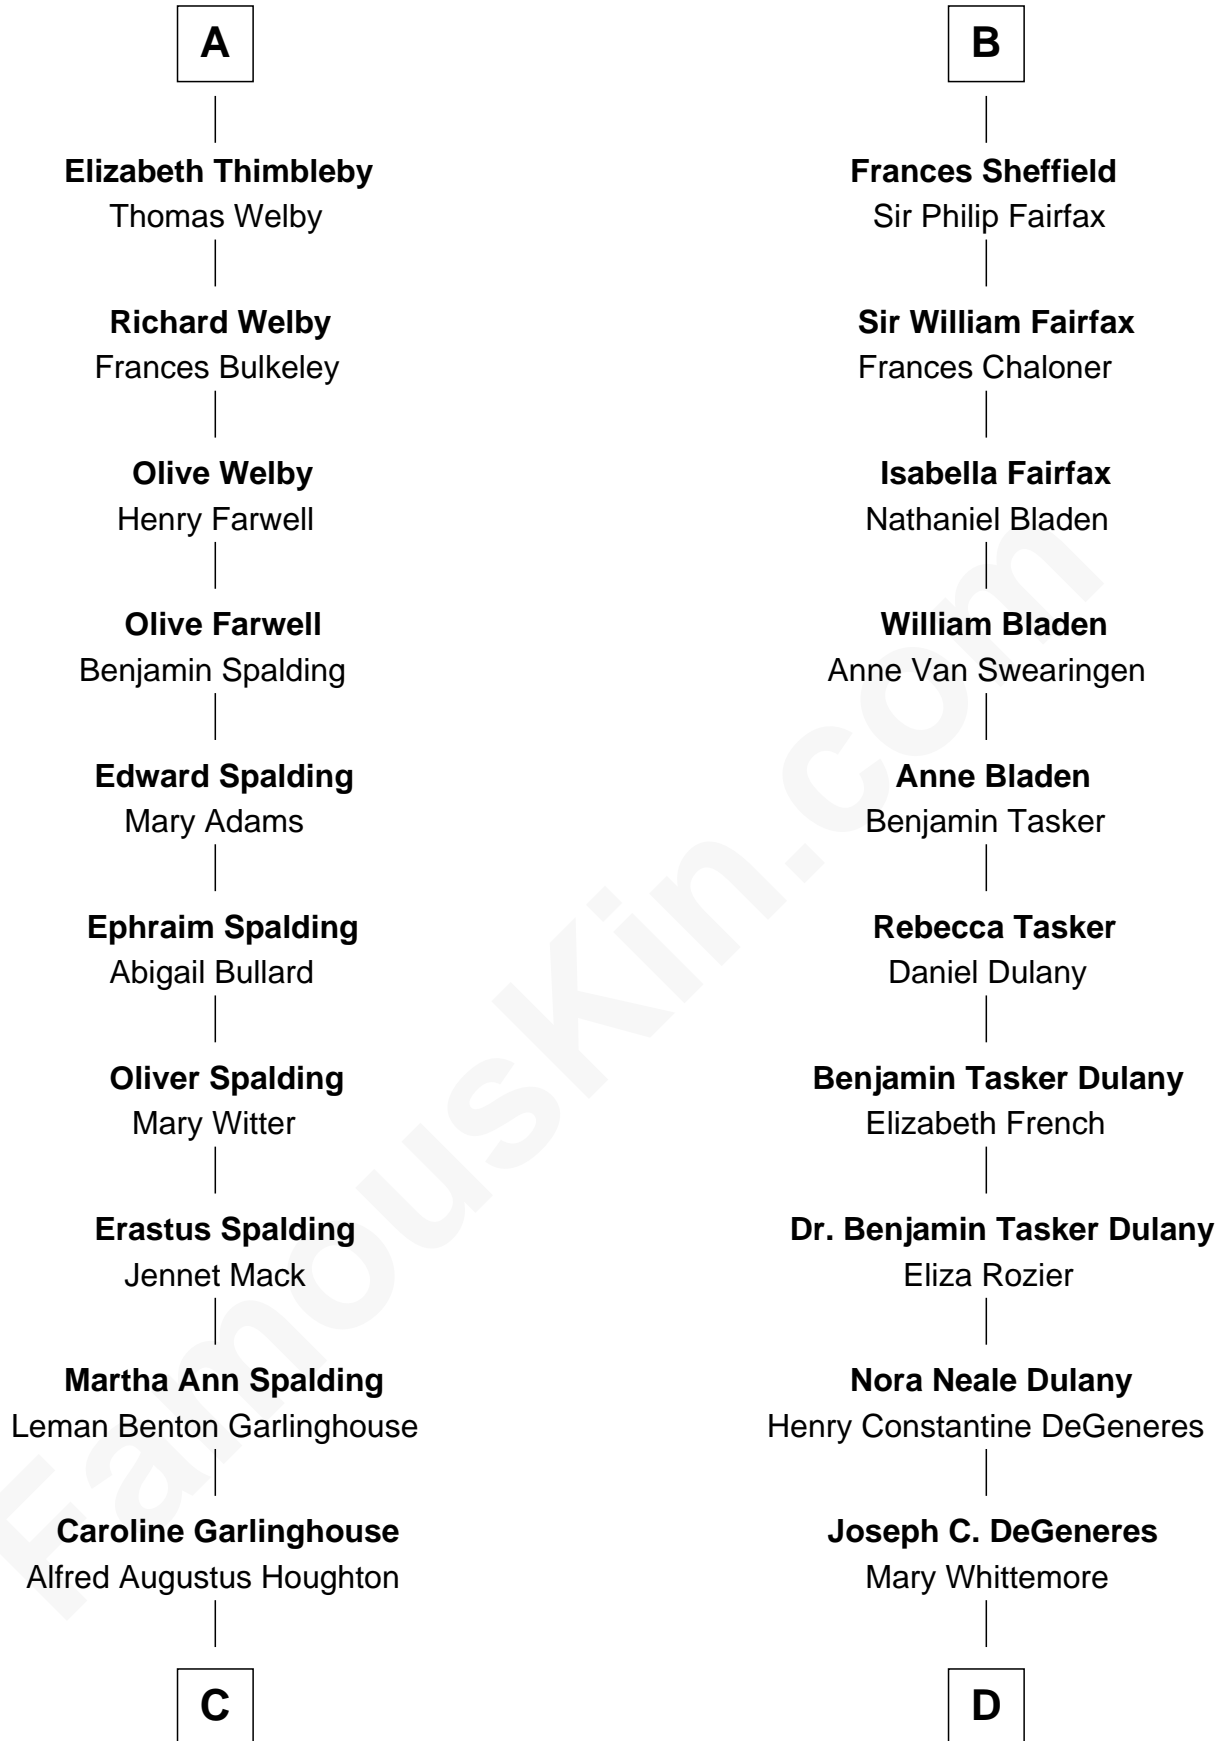 A
Elizabeth Thimbleby
Thomas Welby
Richard Welby
Frances Bulkeley
Olive Welby
Henry Farwell
Olive Farwell
Benjamin Spalding
Edward Spalding
Mary Adams
Ephraim Spalding
Abigail Bullard
Oliver Spalding
Mary Witter
Erastus Spalding
Jennet Mack
Martha Ann Spalding
Leman Benton Garlinghouse
Caroline Garlinghouse
Alfred Augustus Houghton
C
B
Frances Sheffield
Sir Philip Fairfax
Sir William Fairfax
Frances Chaloner
Isabella Fairfax
Nathaniel Bladen
William Bladen
Anne Van Swearingen
Anne Bladen
Benjamin Tasker
Rebecca Tasker
Daniel Dulany
Benjamin Tasker Dulany
Elizabeth French
Dr. Benjamin Tasker Dulany
Eliza Rozier
Nora Neale Dulany
Henry Constantine DeGeneres
Joseph C. DeGeneres
Mary Whittemore
D
FamousKin.com